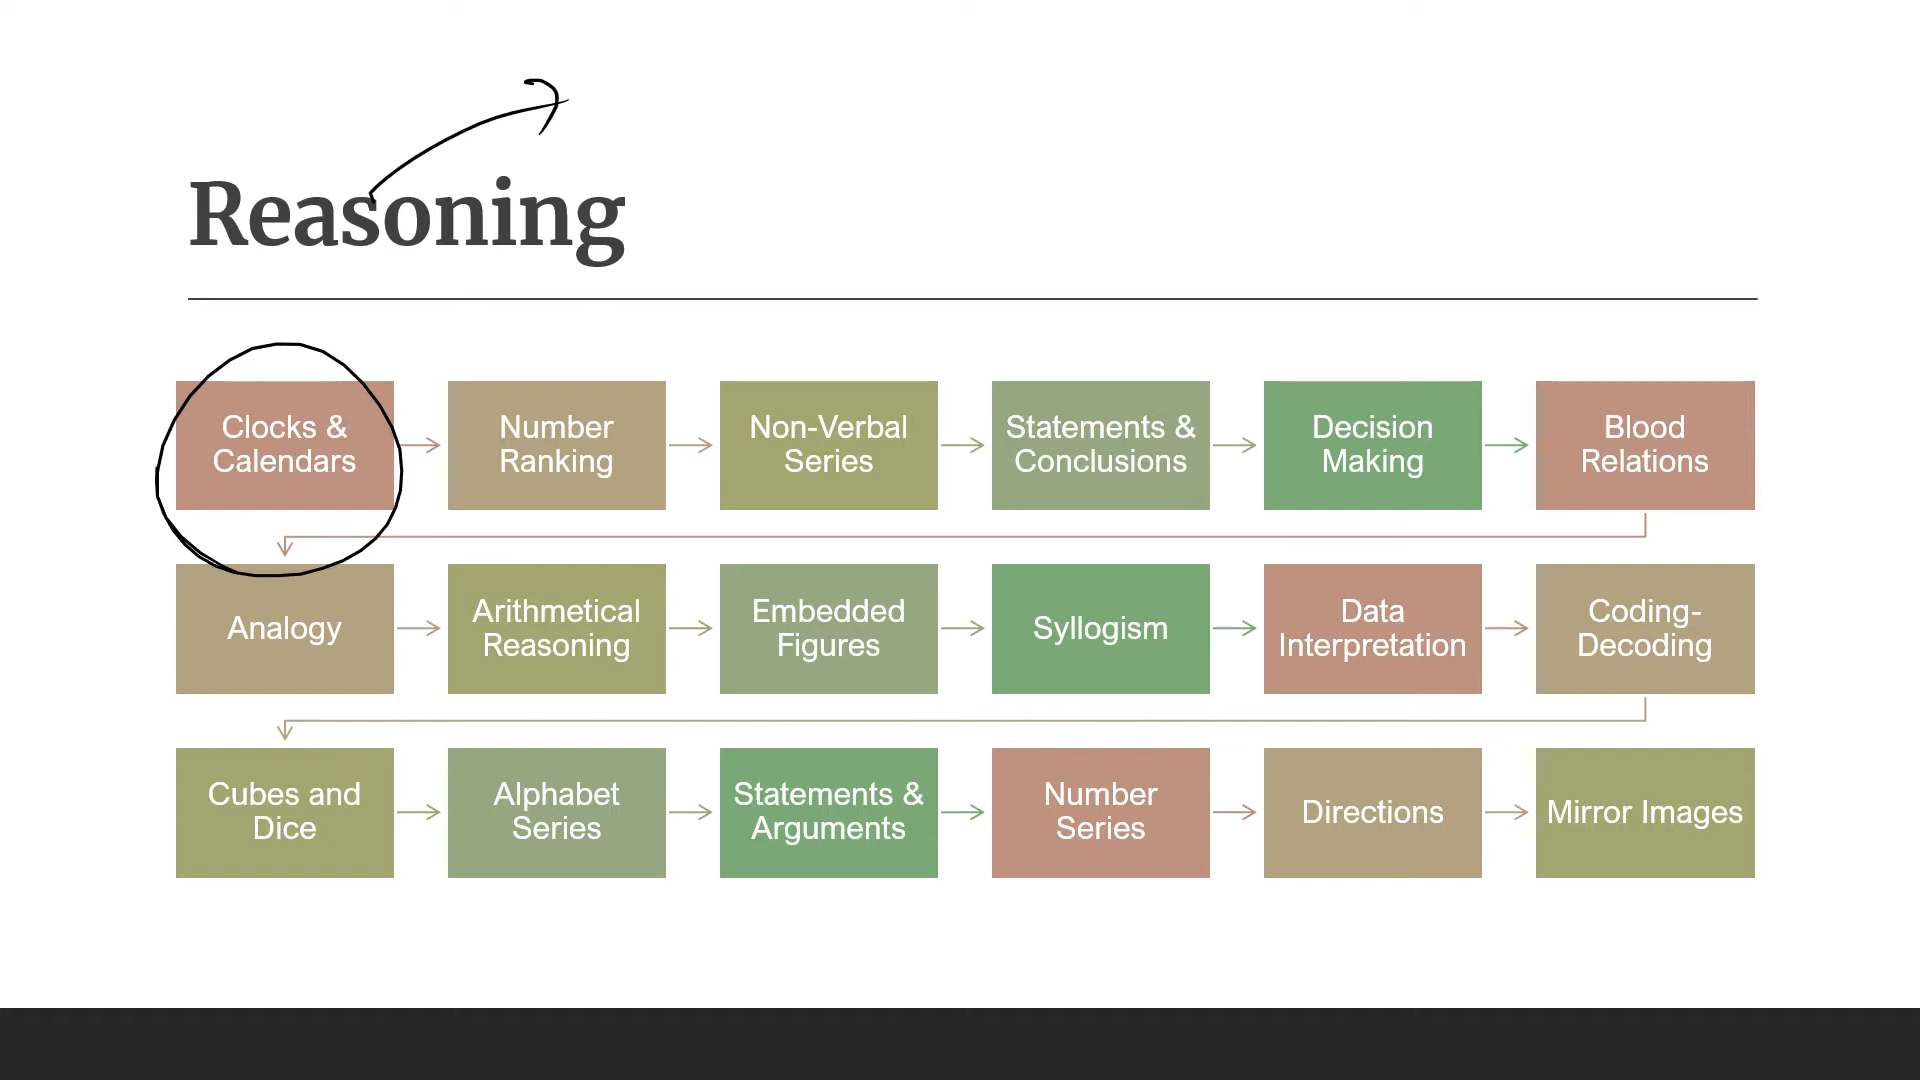 Reasoning
Clocks &
Calendars
Number
Ranking
Non-Verbal
Series
Statements &
Conclusions
Decision
Making
Blood
Relations
Analogy
Arithmetical
Reasoning
Embedded
Figures
Syllogism
Data
Interpretation
Coding-
Decoding
Cubes and
Dice
Alphabet
Series
Statements &
Arguments
Number
Series
Directions
Mirror Images